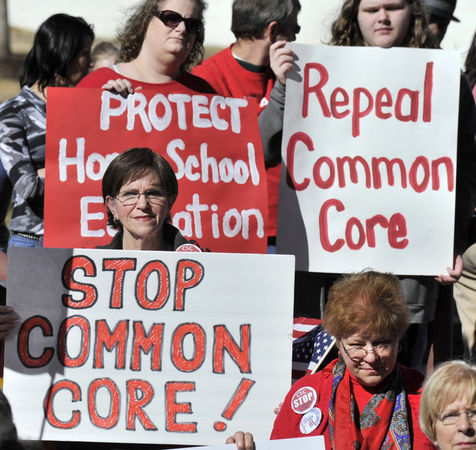 PROTECT
Home School
Education
Repeal
Common
Core
STOP
COMMON
CORE!
STOP